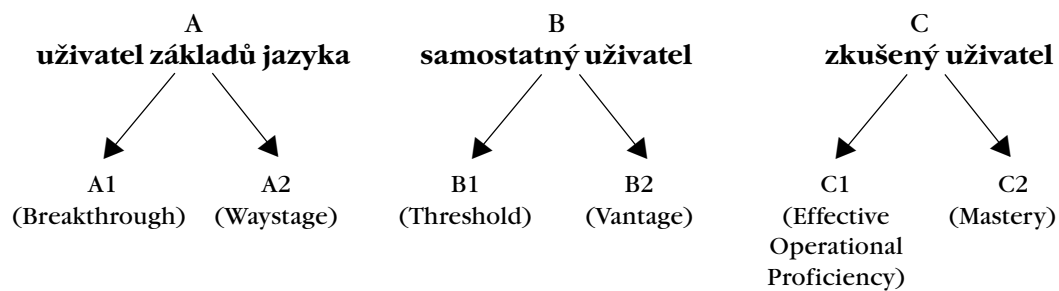 A
uživatel základů jazyka
B
samostatný uživatel
C
zkušený uživatel
A1
(Breakthrough)
A2
(Waystage)
B1
(Threshold)
B2
(Vantage)
C1
(Effective
Operational
Proficiency)
C2
(Mastery)